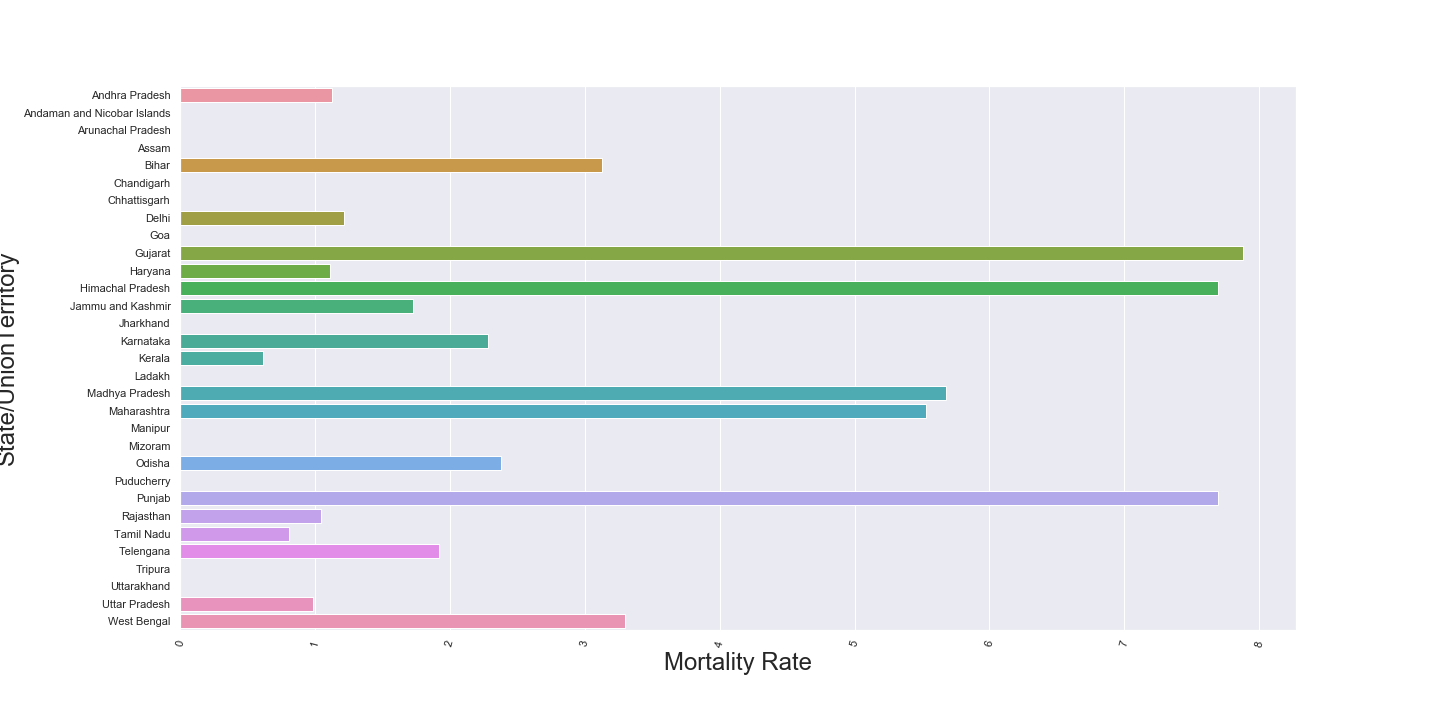 Andhra Pradesh
Andaman and Nicobar Islands
Arunachal Pradesh
Assam
Bihar
Chandigarh
Chhattisgarh
Delhi
Goa
Gujarat
Haryana
Himachal Pradesh
Jammu and Kashmir
Jharkhand
Karnataka
Kerala
Ladakh
Madhya Pradesh
Maharashtra
Manipur
Mizoram
Odisha
Puducherry
Punjab
Rajasthan
Tamil Nadu
Telengana
Tripura
Uttarakhand
Uttar Pradesh
West Bengal
State/UnionTerritory
0 1 2 3 4 5 6 7 8
Mortality Rate